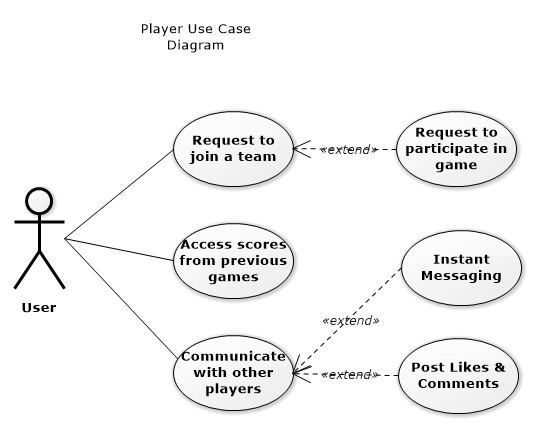 Player Use Case
Diagram
Request to
join a team
«extend»
Request to
participate in
game
Access scores
from previous
games
Instant
Messaging
User
«extend»
Communicate
with other
players
«extend»
Post Likes &
Comments